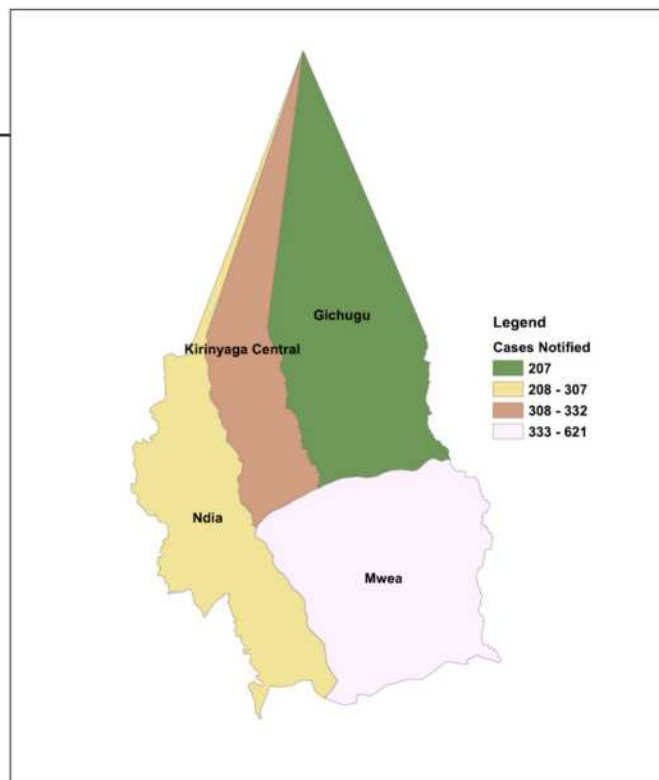 Gichugu
Kirinyaga Central
Ndia
Mwea
Legend
Cases Notified
207
208 - 307
308 - 332
333 - 621